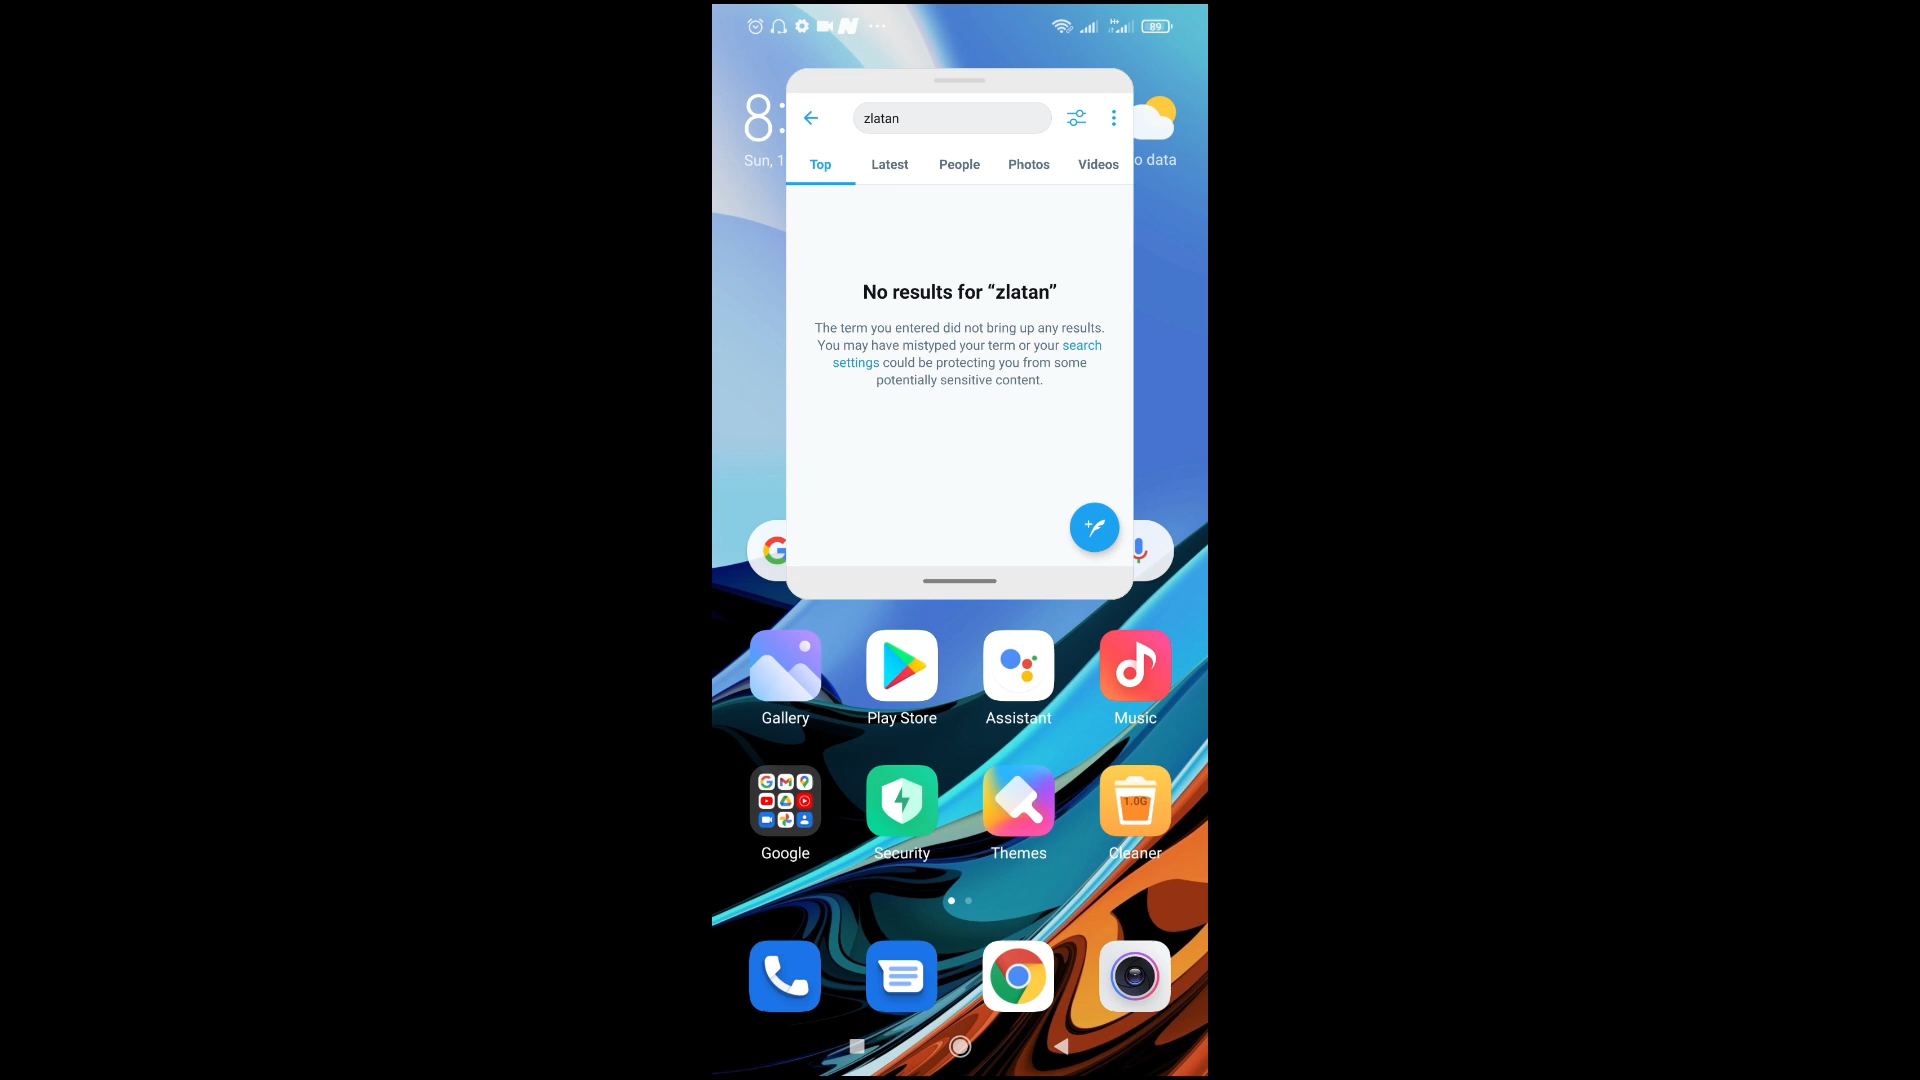 H+
89
8:
Sun, 1
o data
zlatan
Top Latest People Photos Videos
No results for “zlatan”
The term you entered did not bring up any results.
You may have mistyped your term or your search
settings could be protecting you from some
potentially sensitive content.
Gallery Play Store Assistant Music
1.0G
Google Security Themes Cleaner